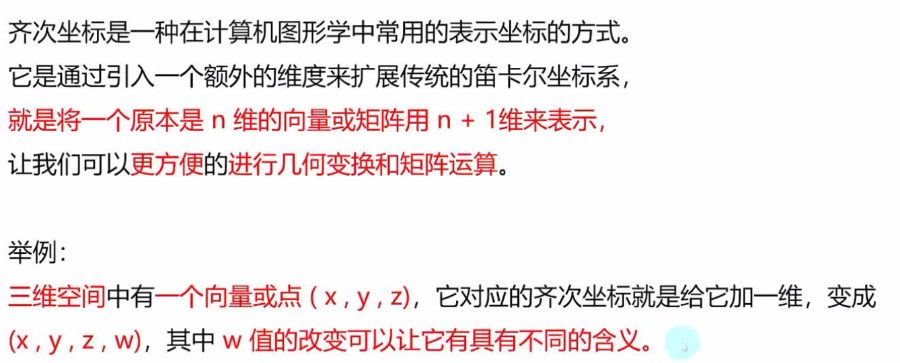 齐次坐标是一种在计算机图形学中常用的表示坐标的方式。
它是通过引入一个额外的维度来扩展传统的笛卡尔坐标系，
就是将一个原本是 n 维的向量或矩阵用 n + 1维来表示，
让我们可以更方便的进行几何变换和矩阵运算。
举例：
三维空间中有一个向量或点 ( x , y , z)，它对应的齐次坐标就是给它加一维，变成
(x , y , z , w)，其中 w 值的改变可以让它有具有不同的含义。